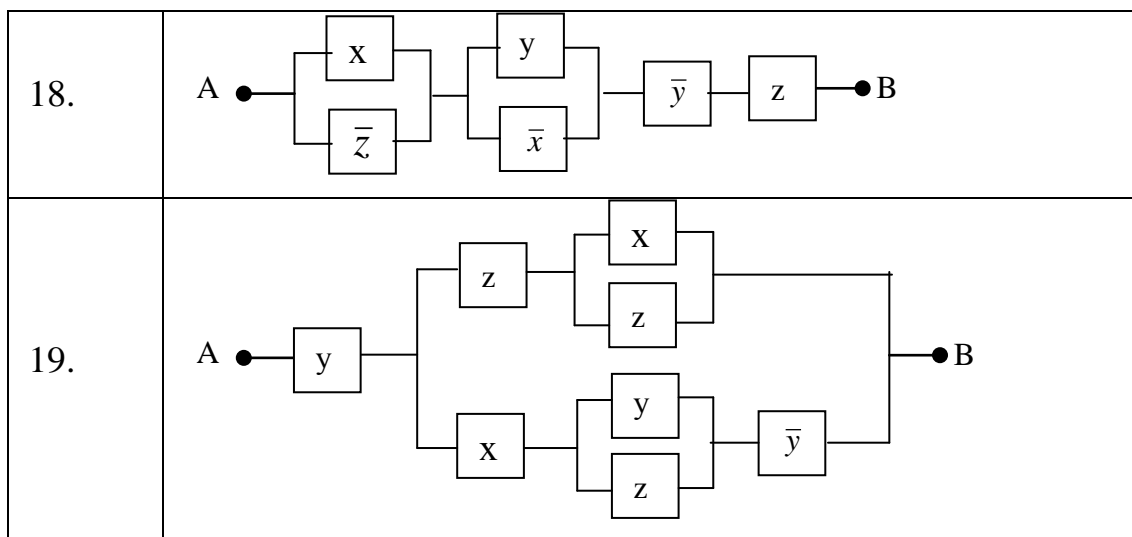 18.
A x z̅ y x̅ y̅ z B
19.
A y z x z x y z y̅ B